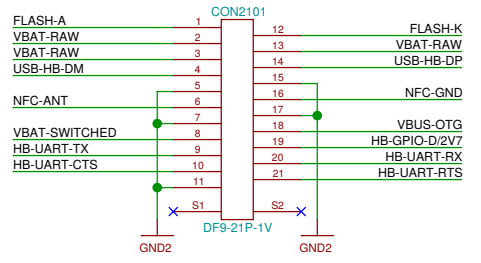 CON2101
FLASH-A 1
VBAT-RAW 2
VBAT-RAW 3
USB-HB-DM 4
5
NFC-ANT 6
7
VBAT-SWITCHED 8
HB-UART-TX 9
HB-UART-CTS 10
11
S1
GND2
12 FLASH-K
13 VBAT-RAW
14 USB-HB-DP
15
16 NFC-GND
17
18 VBUS-OTG
19 HB-GPIO-D/2V7
20 HB-UART-RX
21 HB-UART-RTS
S2
GND2
DF9-21P-1V